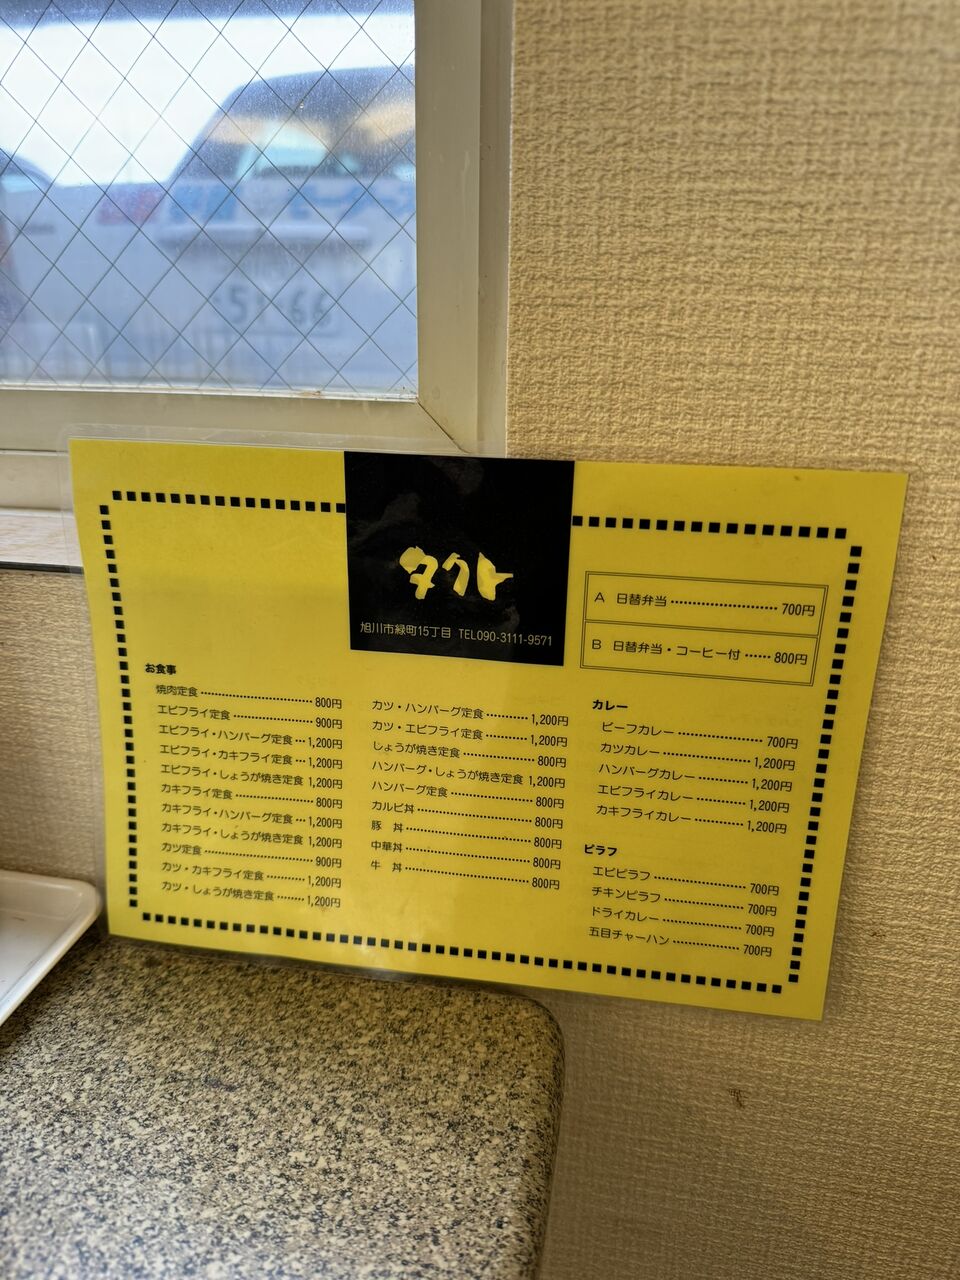 タクト
旭川市緑町15丁目 TEL090-3111-9571
A 日替弁当 700円
B 日替弁当・コーヒー付 800円
お食事
焼肉定食 800円
エビフライ定食 900円
エビフライ・ハンバーグ定食 1,200円
エビフライ・カキフライ定食 1,200円
エビフライ・しょうが焼き定食 1,200円
カキフライ定食 800円
カキフライ・ハンバーグ定食 1,200円
カキフライ・しょうが焼き定食 1,200円
カツ定食 900円
カツ・カキフライ定食 1,200円
カツ・しょうが焼き定食 1,200円
カツ・ハンバーグ定食 1,200円
カツ・エビフライ定食 1,200円
しょうが焼き定食 800円
ハンバーグ・しょうが焼き定食 1,200円
ハンバーグ定食 800円
カルビ丼 800円
豚 丼 800円
中華丼 800円
牛 丼 800円
カレー
ビーフカレー 700円
カツカレー 1,200円
ハンバーグカレー 1,200円
エビフライカレー 1,200円
カキフライカレー 1,200円
ピラフ
エビピラフ 700円
チキンピラフ 700円
ドライカレー 700円
五目チャーハン 700円